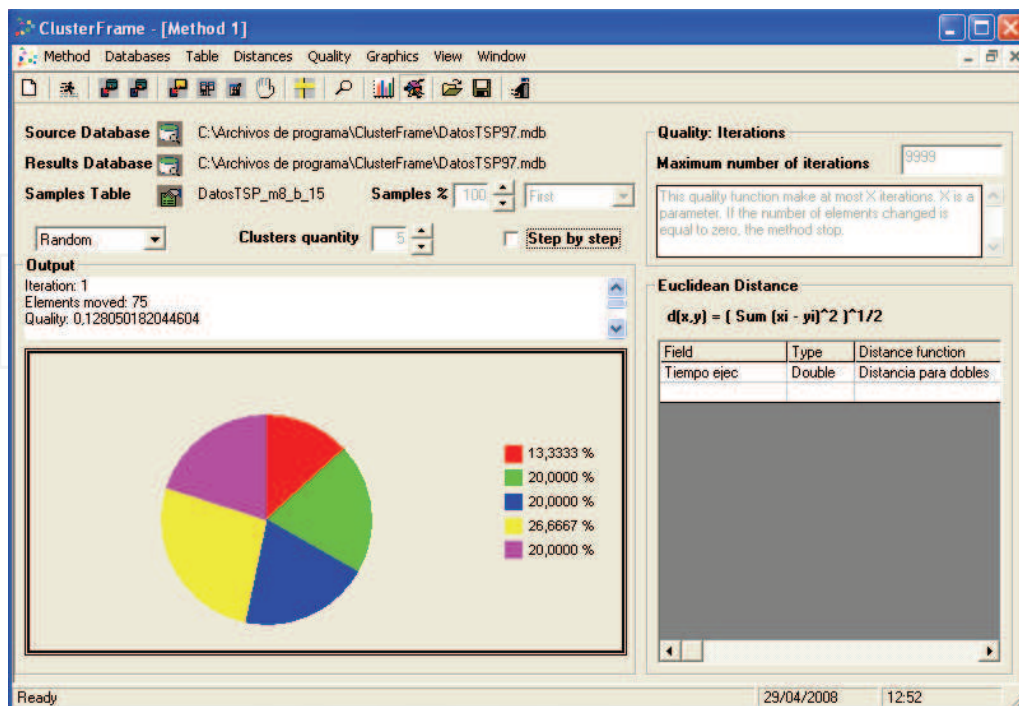 ClusterFrame - [Method 1]
Method Databases Table Distances Quality Graphics View Window
Source Database C:\Archivos de programa\ClusterFrame\DatosTSP97.mdb
Results Database C:\Archivos de programa\ClusterFrame\DatosTSP97.mdb
Samples Table DatosTSP_m8_b_15 Samples % 100 First
Random Clusters quantity 5 Step by step
Output
Iteration: 1
Elements moved: 75
Quality: 0,128050182044604
13,3333 %
20,0000 %
20,0000 %
26,6667 %
20,0000 %
Quality: Iterations
Maximum number of iterations 9999
This quality function make at most X iterations. X is a
parameter. If the number of elements changed is
equal to zero, the method stop.
Euclidean Distance
d(x,y) = ( Sum (xi - yi)^2 )^1/2
Field Type Distance function
Tiempo ejec Double Distancia para dobles
Ready 29/04/2008 12:52